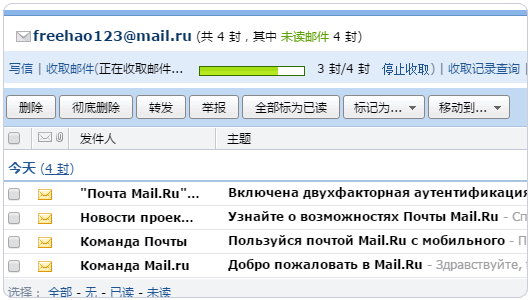 freehao123@mail.ru (共 4 封，其中 未读邮件 4 封)
写信 | 收取邮件(正在收取邮件... 3 封/4 封 停止收取) | 收取记录查询 |
删除 彻底删除 转发 举报 全部标为已读 标记为... 移动到...
发件人 主题
今天 (4 封)
"Почта Mail.Ru"... Включена двухфакторная аутентификация
Новости проек... Узнайте о возможностях Почты Mail.Ru - Сп
Команда Почты Пользуйся почтой Mail.Ru с мобильного - П
Команда Mail.ru Добро пожаловать в Mail.Ru - Здравствуйте,
选择： 全部 - 无 - 已读 - 未读